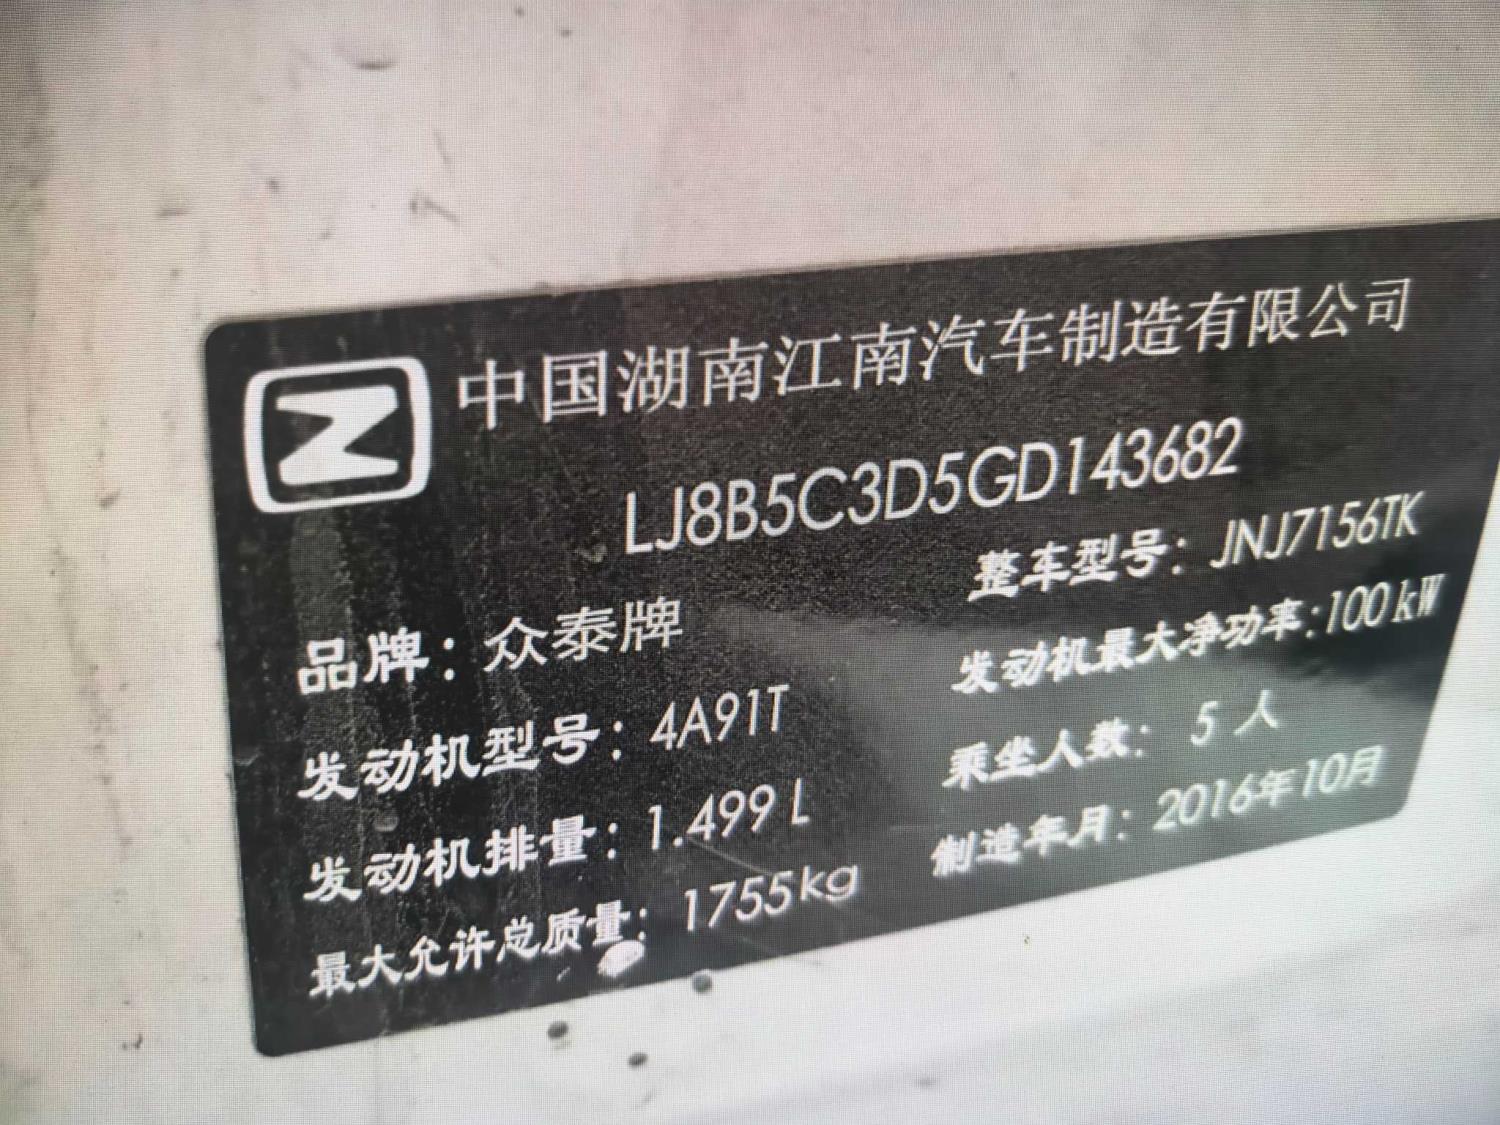 中国湖南江南汽车制造有限公司
LJ8B5C3D5GD143682
整车型号：JNJ7156TK
品牌：众泰牌
发动机最大净功率:100kW
发动机型号：4A91T
乘坐人数：5人
发动机排量：1.499L
制造年月：2016年10月
最大允许总质量：1755kg